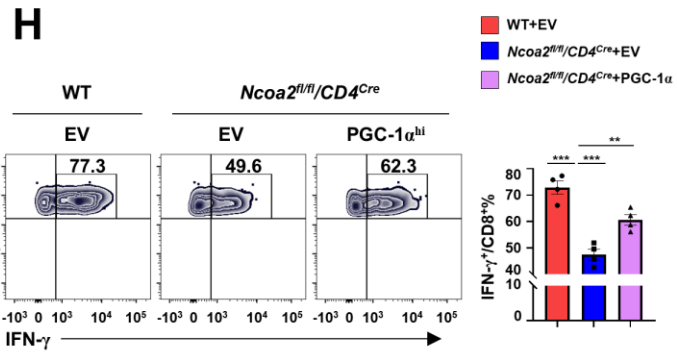 H
WT+EV
Ncoa2fl/fl/CD4Cre+EV
Ncoa2fl/fl/CD4Cre+PGC-1α
WT
Ncoa2fl/fl/CD4Cre
EV
EV
PGC-1αhi
77.3
49.6
62.3
-10³ 0 10³ 10⁴ 10⁵
-10³ 0 10³ 10⁴ 10⁵
-10³ 0 10³ 10⁴ 10⁵
IFN-γ
**
*** ***
IFN-γ+/CD8+%
80
70
60
50
40
10
0